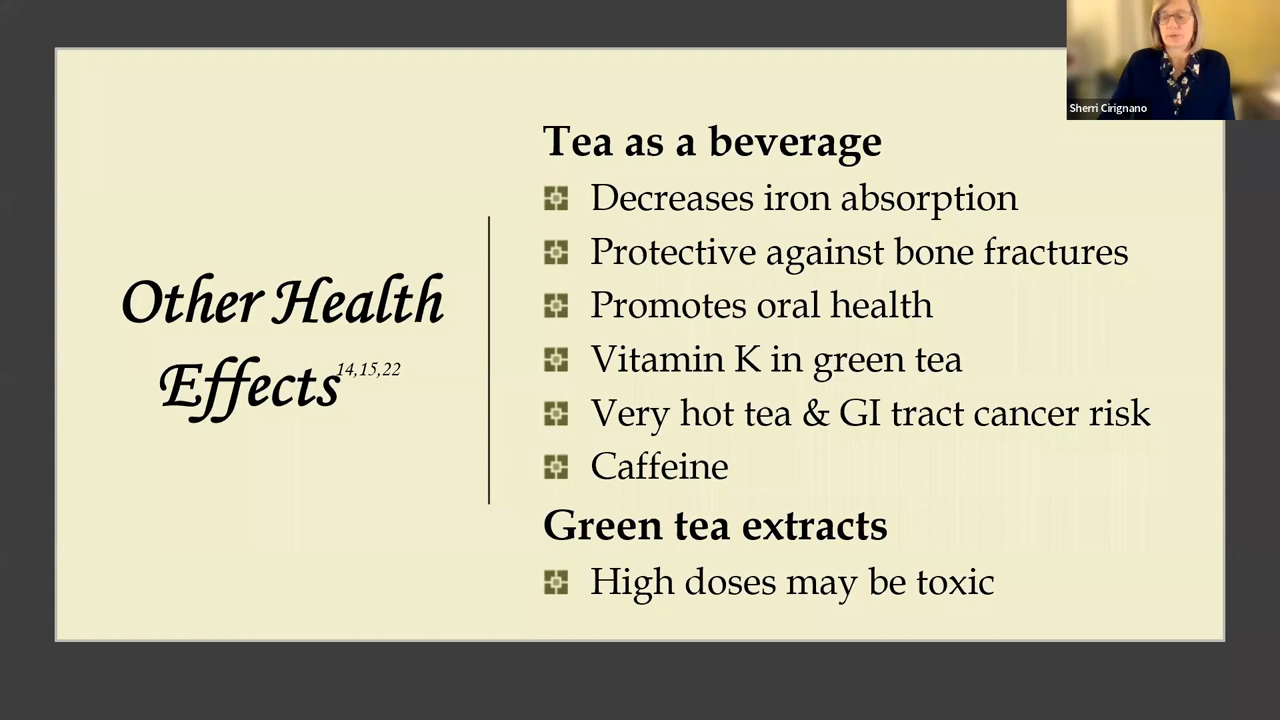 Sherri Cirignano
Other Health
Effects14,15,22
Tea as a beverage
Decreases iron absorption
Protective against bone fractures
Promotes oral health
Vitamin K in green tea
Very hot tea & GI tract cancer risk
Caffeine
Green tea extracts
High doses may be toxic